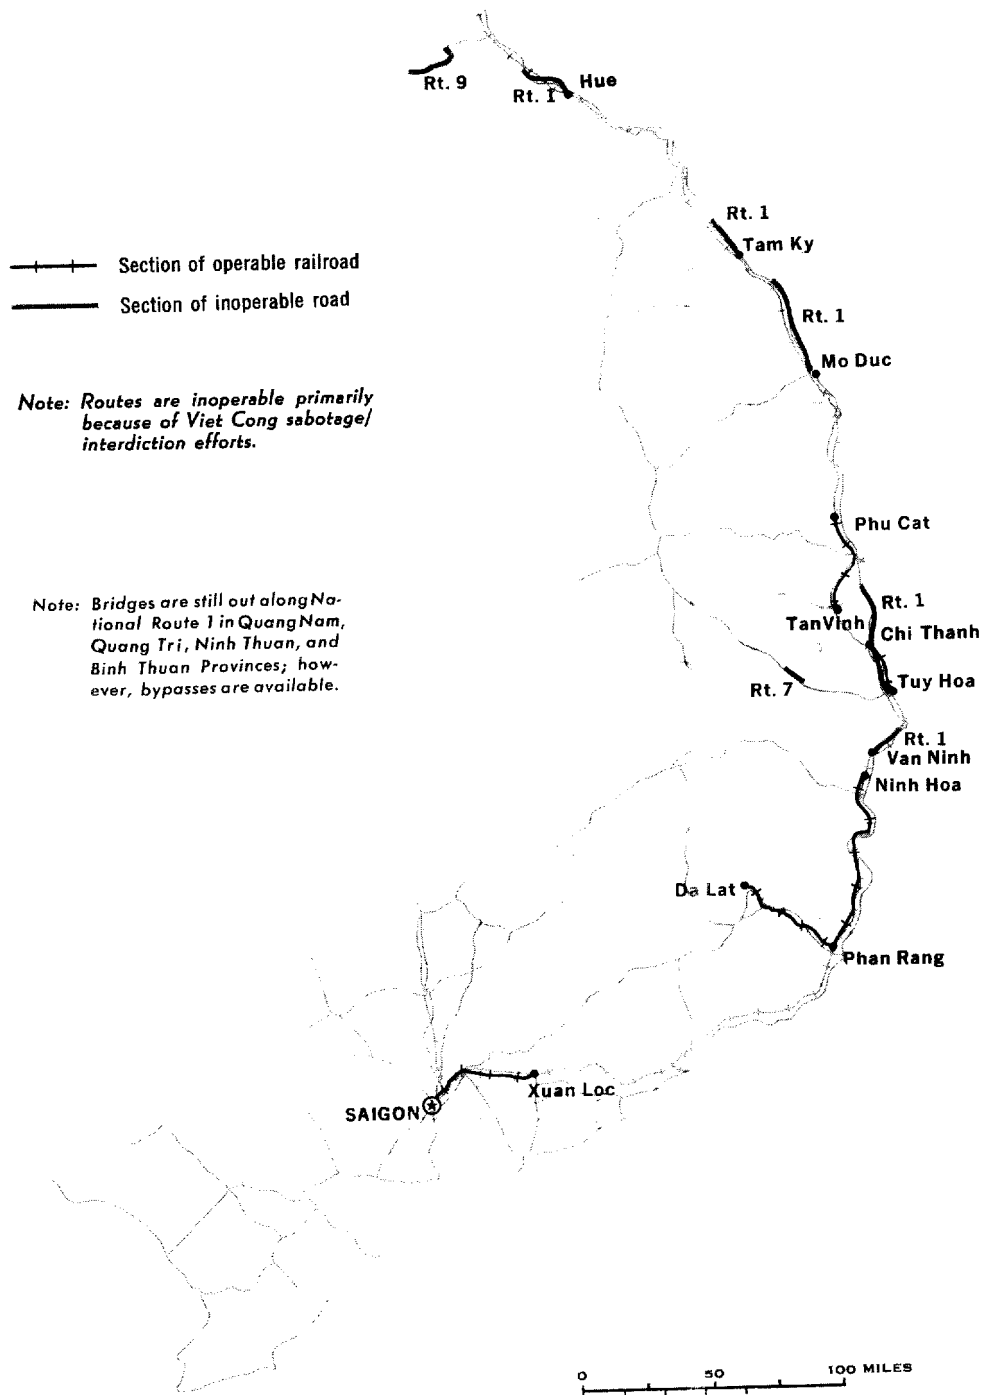 Rt. 9
Rt. 1
Hue
Rt. 1
Tam Ky
Section of operable railroad
Section of inoperable road
Rt. 1
Mo Duc
Note: Routes are inoperable primarily
because of Viet Cong sabotage/
interdiction efforts.
Phu Cat
Note: Bridges are still out along Na-
tional Route 1 in Quang Nam,
Quang Tri, Ninh Thuan, and
Binh Thuan Provinces; how-
ever, bypasses are available.
Rt. 1
Tan Vinh
Chi Thanh
Rt. 7
Tuy Hoa
Rt. 1
Van Ninh
Ninh Hoa
Da Lat
Phan Rang
Xuan Loc
SAIGON
0 50 100 MILES